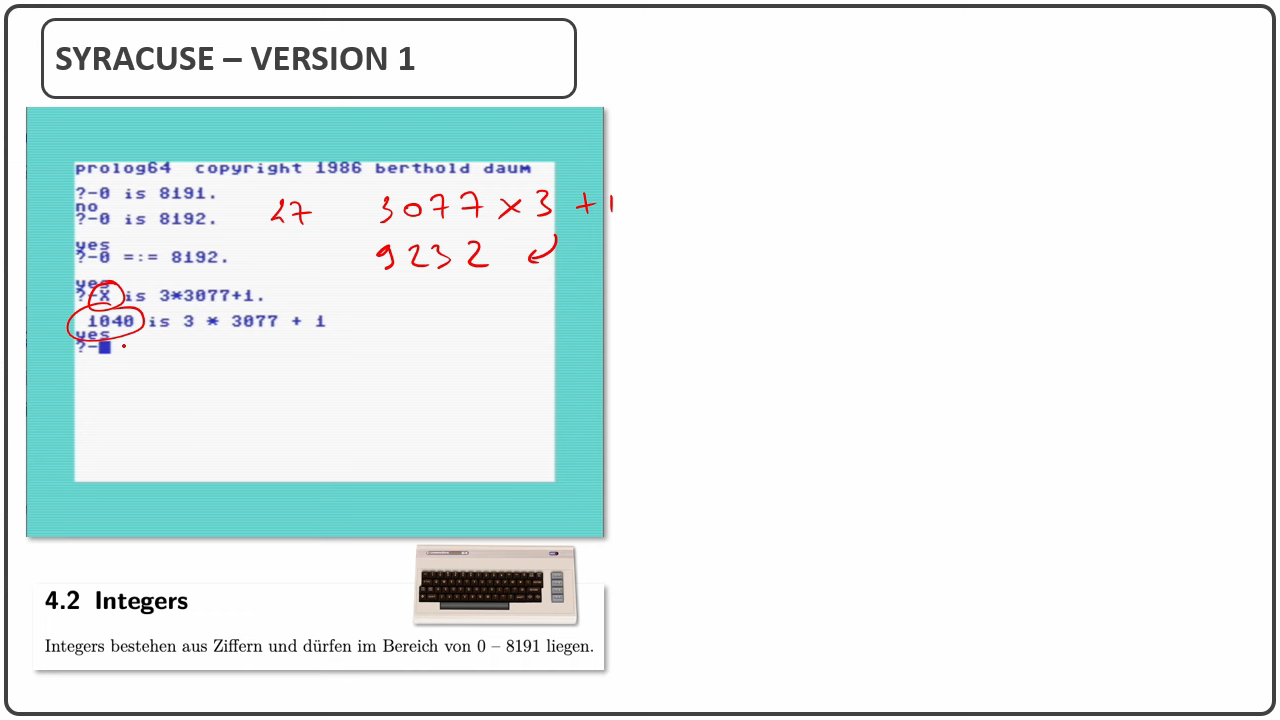 SYRACUSE – VERSION 1
prolog64 copyright 1986 berthold daum
?-0 is 8191.
no
?-0 is 8192.
yes
?-0 =:= 8192.
yes
?-X is 3*3077+1.
1040 is 3 * 3077 + 1
yes
?-
27 3077 x 3 + 1
9232
4.2 Integers
Integers bestehen aus Ziffern und dürfen im Bereich von 0 – 8191 liegen.